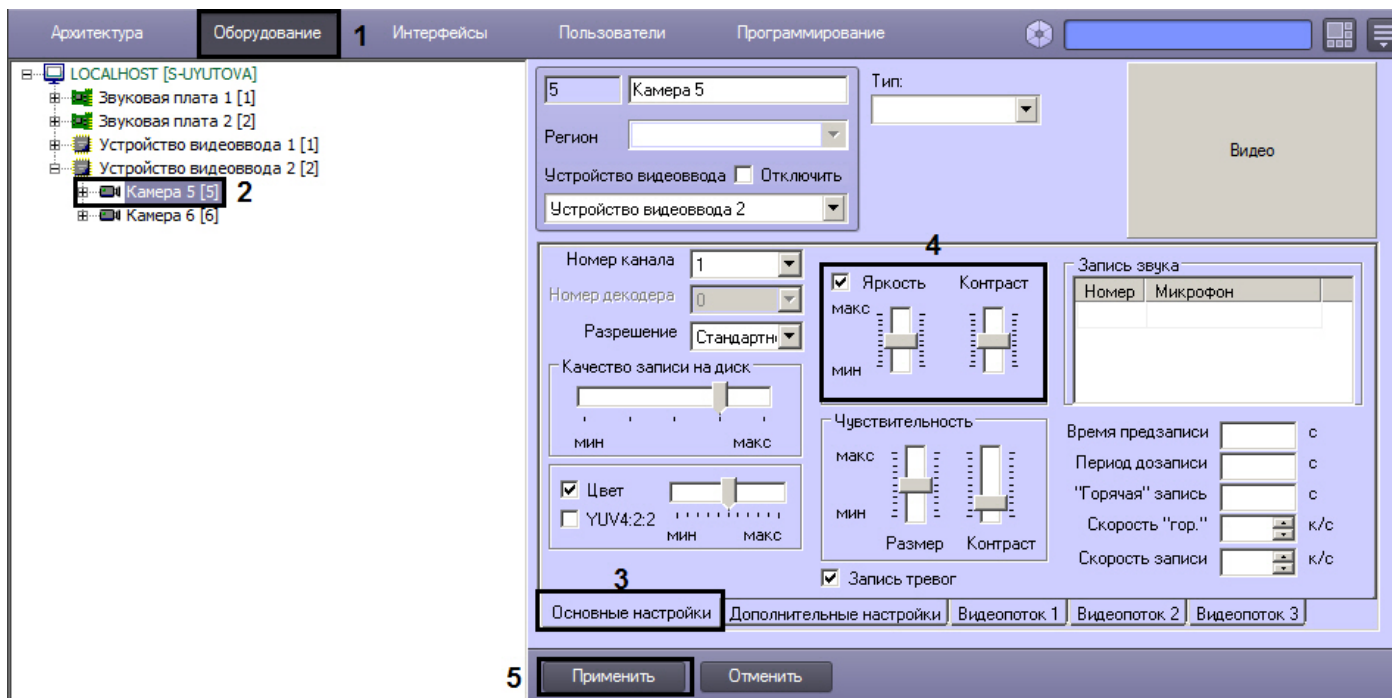 Архитектура Оборудование 1 Интерфейсы Пользователи Программирование
LOCALHOST [S-UYUTOVA]
Звуковая плата 1 [1]
Звуковая плата 2 [2]
Устройство видеоввода 1 [1]
Устройство видеоввода 2 [2]
Камера 5 [5] 2
Камера 6 [6]
5 Камера 5
Регион
Устройство видеоввода Отключить
Устройство видеоввода 2
Тип:
Видео
Номер канала 1
Номер декодера 0
Разрешение Стандартн
Качество записи на диск
мин макс
Цвет
YUV4:2:2
мин макс
4
Яркость Контраст
макс
мин
Чувствительность
макс
мин
Размер Контраст
Запись тревог
Запись звука
Номер Микрофон
Время предзаписи с
Период дозаписи с
"Горячая" запись с
Скорость "гор." к/с
Скорость записи к/с
3
Основные настройки Дополнительные настройки Видеопоток 1 Видеопоток 2 Видеопоток 3
5 Применить Отменить